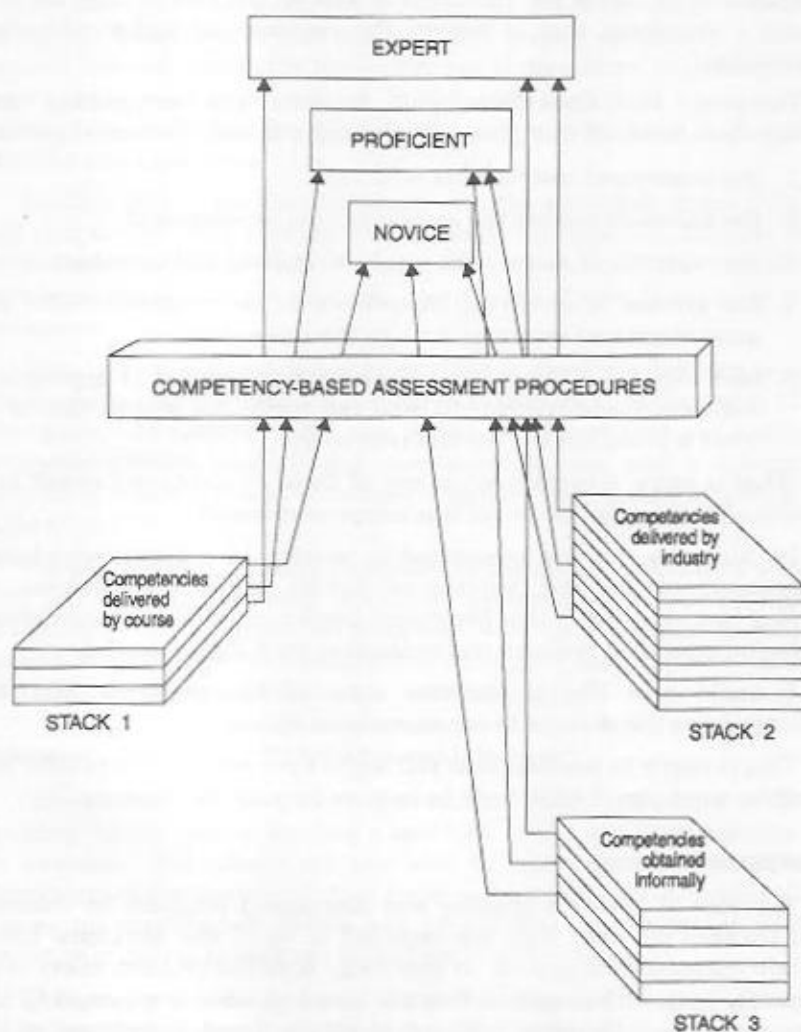 EXPERT
PROFICIENT
NOVICE
COMPETENCY-BASED ASSESSMENT PROCEDURES
Competencies
delivered by
industry
Competencies
delivered
by course
STACK 1
STACK 2
Competencies
obtained
informally
STACK 3